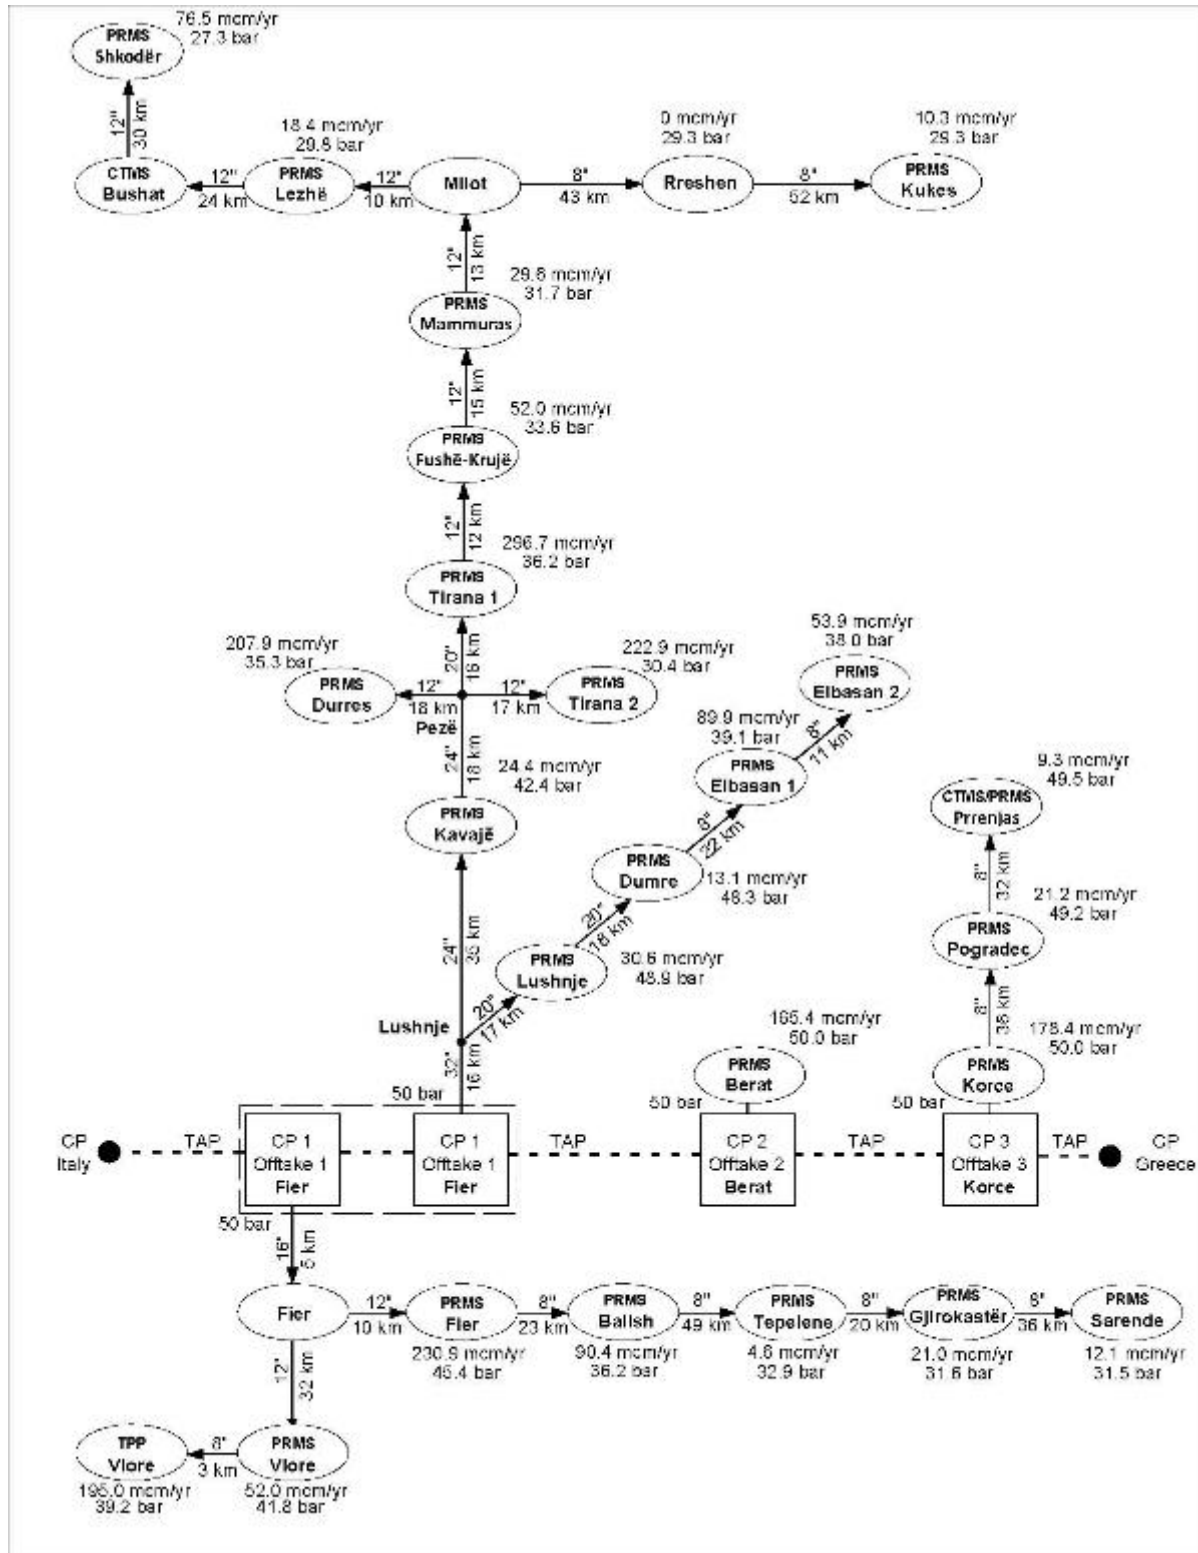 76.5 mcm/yr
27.3 bar
PRMS
Shkodër
12"
30 km
CTMS
Bushat
12"
24 km
18.4 mcm/yr
29.8 bar
PRMS
Lezhë
12"
10 km
Milot
8"
43 km
0 mcm/yr
29.3 bar
Rreshen
8"
52 km
10.3 mcm/yr
29.3 bar
PRMS
Kukes
12"
13 km
29.8 mcm/yr
31.7 bar
PRMS
Mammuras
12"
15 km
52.0 mcm/yr
33.6 bar
PRMS
Fushë-Krujë
12"
12 km
296.7 mcm/yr
36.2 bar
PRMS
Tirana 1
20"
16 km
207.9 mcm/yr
35.3 bar
PRMS
Durres
12"
18 km
Pezë
12"
17 km
222.9 mcm/yr
30.4 bar
PRMS
Tirana 2
24"
18 km
24.4 mcm/yr
42.4 bar
PRMS
Kavajë
24"
35 km
53.9 mcm/yr
38.0 bar
PRMS
Elbasan 2
8"
11 km
89.9 mcm/yr
39.1 bar
PRMS
Elbasan 1
8"
22 km
PRMS
Dumre
13.1 mcm/yr
48.3 bar
20"
18 km
PRMS
Lushnje
30.6 mcm/yr
48.9 bar
20"
17 km
Lushnje
32"
16 km
9.3 mcm/yr
49.5 bar
CTMS/PRMS
Prrenjas
8"
32 km
21.2 mcm/yr
49.2 bar
PRMS
Pogradec
8"
36 km
178.4 mcm/yr
50.0 bar
PRMS
Korce
165.4 mcm/yr
50.0 bar
PRMS
Berat
50 bar
50 bar
50 bar
CP
Italy
TAP
CP 1
Offtake 1
Fier
CP 1
Offtake 1
Fier
TAP
CP 2
Offtake 2
Berat
TAP
CP 3
Offtake 3
Korce
TAP
CP
Greece
50 bar
16"
5 km
Fier
12"
10 km
PRMS
Fier
230.9 mcm/yr
45.4 bar
8"
23 km
PRMS
Ballsh
90.4 mcm/yr
36.2 bar
8"
49 km
PRMS
Tepelene
4.6 mcm/yr
32.9 bar
8"
20 km
PRMS
Gjirokastër
21.0 mcm/yr
31.6 bar
6"
36 km
PRMS
Sarende
12.1 mcm/yr
31.5 bar
12"
32 km
TPP
Vlore
195.0 mcm/yr
39.2 bar
8"
3 km
PRMS
Vlore
52.0 mcm/yr
41.8 bar